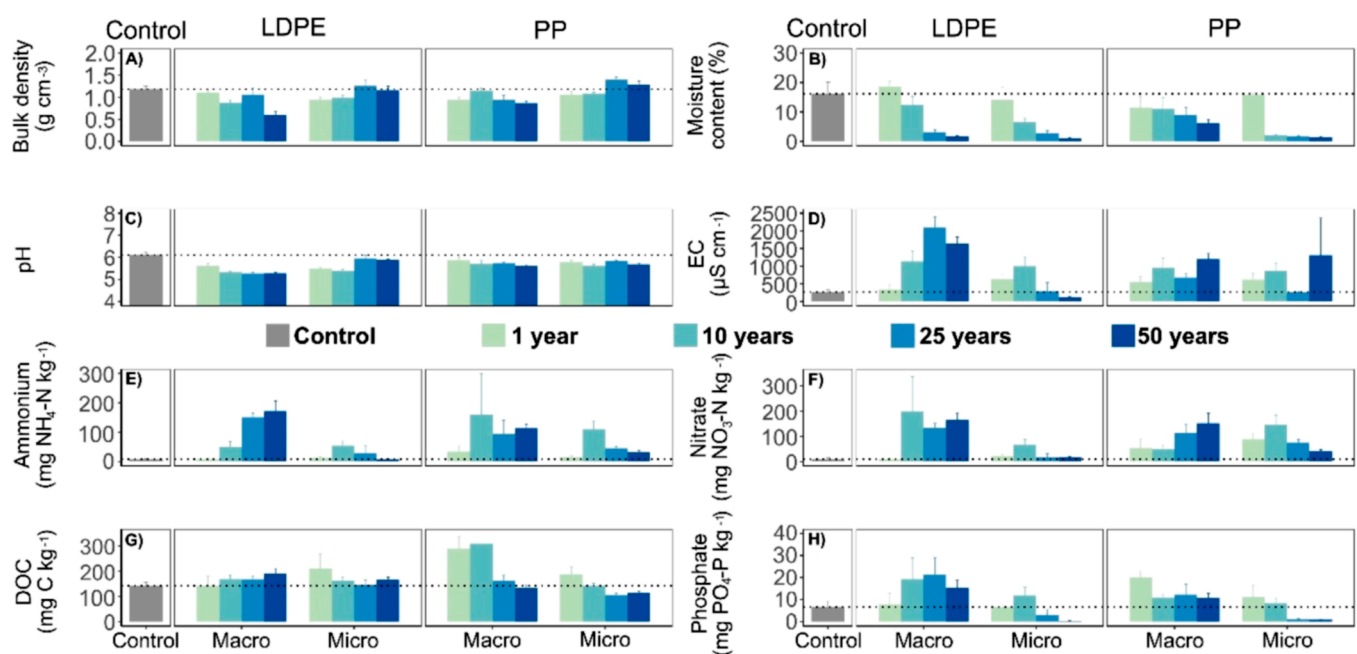 Control LDPE PP
A)
Bulk density
(g cm⁻³)
2.0
1.5
1.0
0.5
0.0
Control LDPE PP
B)
Moisture
content (%)
30
20
10
0
C)
pH
8
7
6
5
4
D)
EC
(µS cm⁻¹)
2500
2000
1500
1000
500
0
Control 1 year 10 years 25 years 50 years
E)
Ammonium
(mg NH₄-N kg⁻¹)
300
200
100
0
F)
Nitrate
(mg NO₃-N kg⁻¹)
300
200
100
0
G)
DOC
(mg C kg⁻¹)
300
200
100
0
Control Macro Micro Macro Micro
H)
Phosphate
(mg PO₄-P kg⁻¹)
40
30
20
10
0
Control Macro Micro Macro Micro